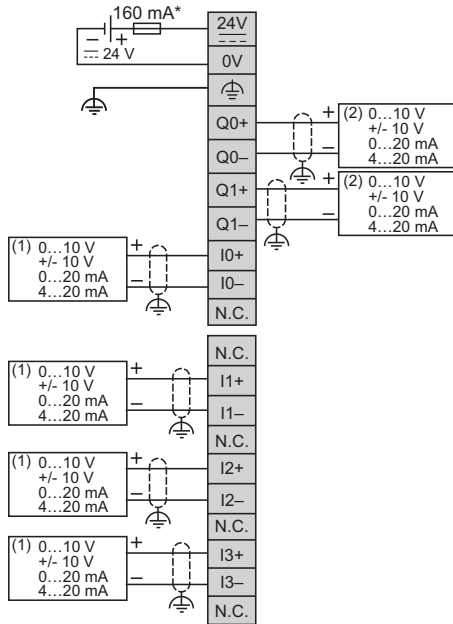 160 mA*
– +
⎓ 24 V
24V
⎓
0V
Q0+
Q0–
Q1+
Q1–
I0+
I0–
N.C.
+
–
(2) 0...10 V
+/- 10 V
0...20 mA
4...20 mA
+
–
(2) 0...10 V
+/- 10 V
0...20 mA
4...20 mA
(1) 0...10 V
+/- 10 V
0...20 mA
4...20 mA
+
–
N.C.
I1+
I1–
N.C.
I2+
I2–
N.C.
I3+
I3–
N.C.
(1) 0...10 V
+/- 10 V
0...20 mA
4...20 mA
+
–
(1) 0...10 V
+/- 10 V
0...20 mA
4...20 mA
+
–
(1) 0...10 V
+/- 10 V
0...20 mA
4...20 mA
+
–